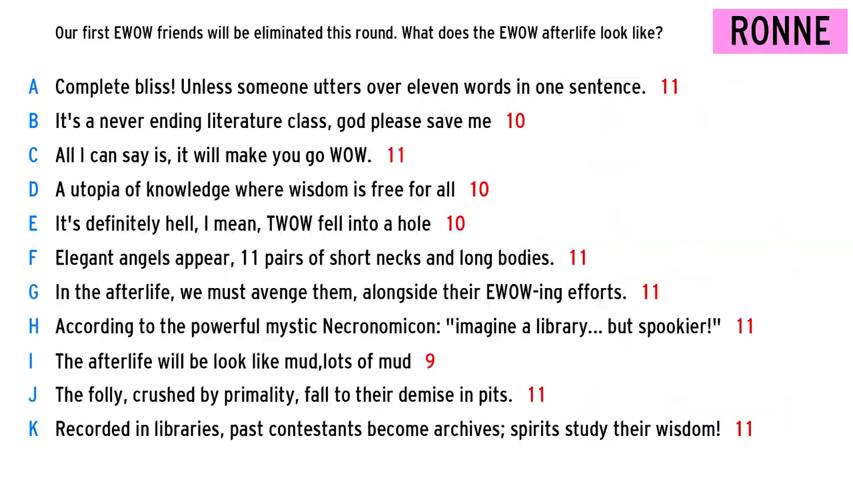 Our first EWOW friends will be eliminated this round. What does the EWOW afterlife look like?
RONNE
A Complete bliss! Unless someone utters over eleven words in one sentence. 11
B It's a never ending literature class, god please save me 10
C All I can say is, it will make you go WOW. 11
D A utopia of knowledge where wisdom is free for all 10
E It's definitely hell, I mean, TWOW fell into a hole 10
F Elegant angels appear, 11 pairs of short necks and long bodies. 11
G In the afterlife, we must avenge them, alongside their EWOW-ing efforts. 11
H According to the powerful mystic Necronomicon: "imagine a library... but spookier!" 11
I The afterlife will be look like mud,lots of mud 9
J The folly, crushed by primality, fall to their demise in pits. 11
K Recorded in libraries, past contestants become archives; spirits study their wisdom! 11